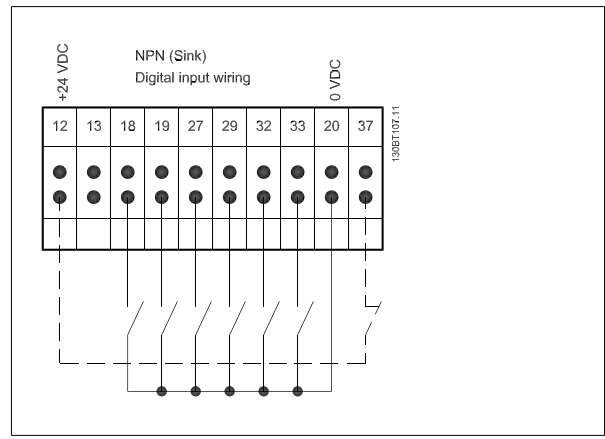 NPN (Sink)
Digital input wiring
+24 VDC
0 VDC
12 13 18 19 27 29 32 33 20 37
130BT107.11